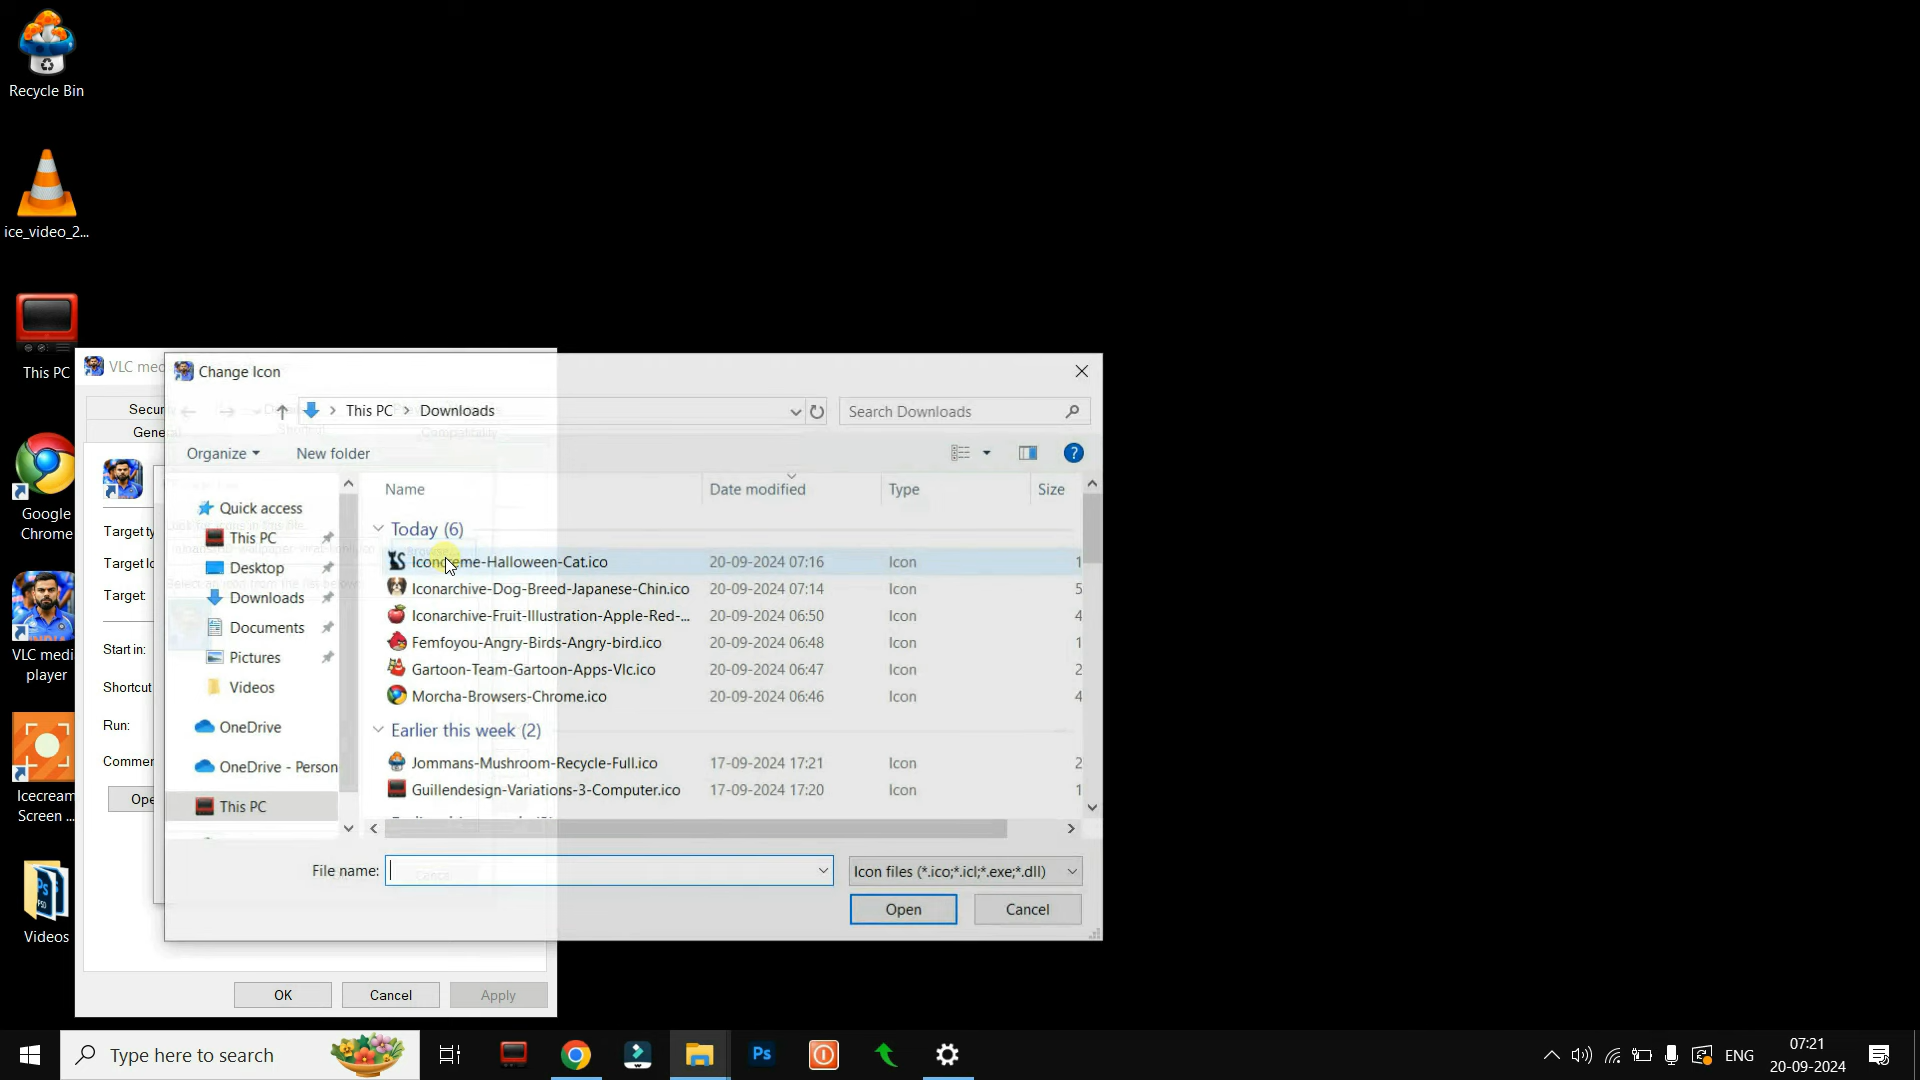 Recycle Bin
ice_video_2...
This PC
Google
Chrome
VLC medi
player
Icecream
Screen ...
Videos
VLC med
Secur
Genera
Target ty
Target lo
Target:
Start in:
Shortcut
Run:
Commer
Ope
OK
Cancel
Apply
Change Icon
This PC
Downloads
Search Downloads
Organize
New folder
Quick access
This PC
Desktop
Downloads
Documents
Pictures
Videos
OneDrive
OneDrive - Person
This PC
Name
Date modified
Type
Size
Today (6)
Icondreme-Halloween-Cat.ico 20-09-2024 07:16 Icon 1
Iconarchive-Dog-Breed-Japanese-Chin.ico 20-09-2024 07:14 Icon 5
Iconarchive-Fruit-Illustration-Apple-Red-... 20-09-2024 06:50 Icon 4
Femfoyou-Angry-Birds-Angry-bird.ico 20-09-2024 06:48 Icon 1
Gartoon-Team-Gartoon-Apps-Vlc.ico 20-09-2024 06:47 Icon 2
Morcha-Browsers-Chrome.ico 20-09-2024 06:46 Icon 4
Earlier this week (2)
Jommans-Mushroom-Recycle-Full.ico 17-09-2024 17:21 Icon 2
Guillendesign-Variations-3-Computer.ico 17-09-2024 17:20 Icon 1
File name:
Icon files (*.ico;*.icl;*.exe;*.dll)
Open
Cancel
Type here to search
Ps
ENG
07:21
20-09-2024